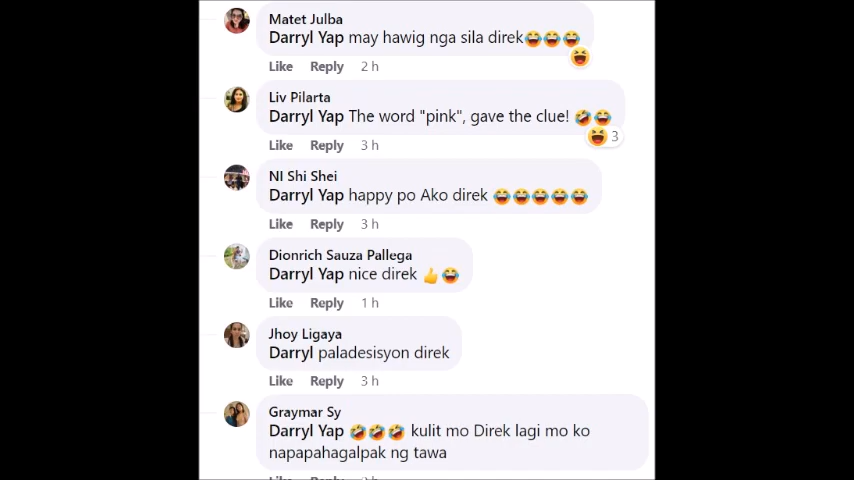 Matet Julba
Darryl Yap may hawig nga sila direk😂😂😂
Like Reply 2 h
Liv Pilarta
Darryl Yap The word "pink", gave the clue! 🤣😂
3
Like Reply 3 h
NI Shi Shei
Darryl Yap happy po Ako direk 😂😂😂😂😂
Like Reply 3 h
Dionrich Sauza Pallega
Darryl Yap nice direk 👍😂
Like Reply 1 h
Jhoy Ligaya
Darryl paladesisyon direk
Like Reply 3 h
Graymar Sy
Darryl Yap 🤣🤣🤣 kulit mo Direk lagi mo ko
napapahagalpak ng tawa
Like Reply